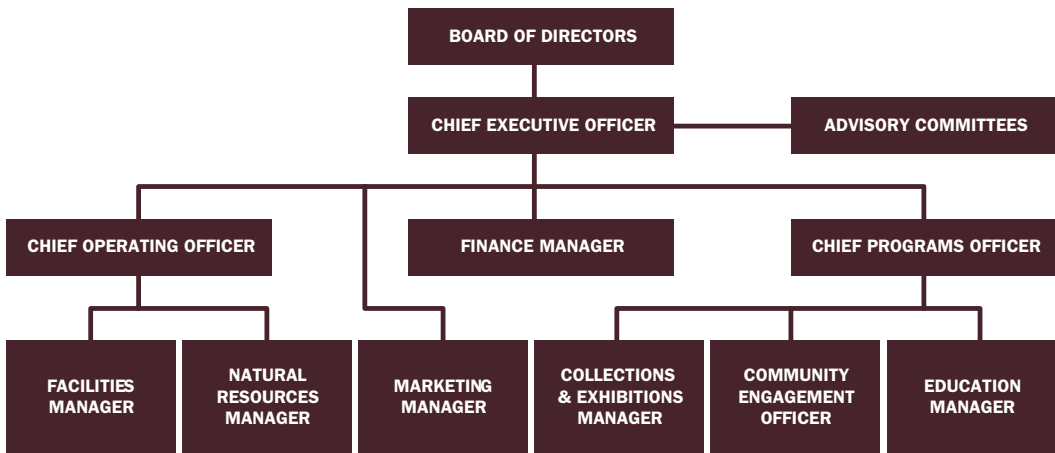 BOARD OF DIRECTORS
CHIEF EXECUTIVE OFFICER
ADVISORY COMMITTEES
CHIEF OPERATING OFFICER
FINANCE MANAGER
CHIEF PROGRAMS OFFICER
FACILITIES
MANAGER
NATURAL
RESOURCES
MANAGER
MARKETING
MANAGER
COLLECTIONS
& EXHIBITIONS
MANAGER
COMMUNITY
ENGAGEMENT
OFFICER
EDUCATION
MANAGER